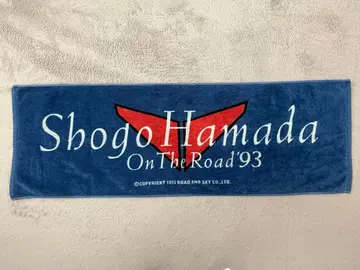 Shogo Hamada
On The Road '93
©COPYRIGHT 1993 ROAD AND SKY CO., LTD.